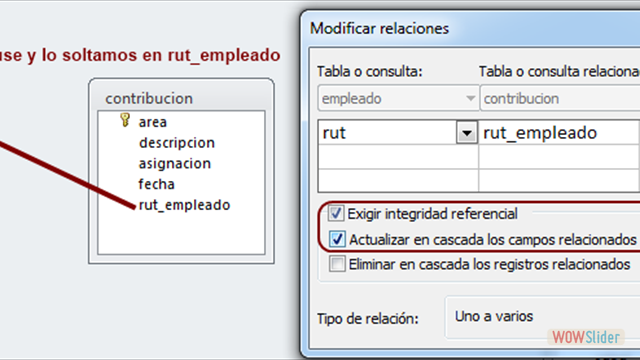 use y lo soltamos en rut_empleado
contribucion
area
descripcion
asignacion
fecha
rut_empleado
Modificar relaciones
Tabla o consulta: Tabla o consulta relaciona
empleado contribucion
rut rut_empleado
Exigir integridad referencial
Actualizar en cascada los campos relacionados
Eliminar en cascada los registros relacionados
Tipo de relación: Uno a varios
WOWSlider